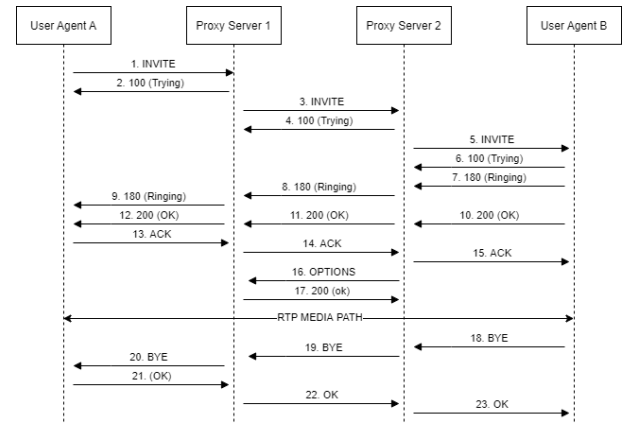 User Agent A
Proxy Server 1
Proxy Server 2
User Agent B
1. INVITE
2. 100 (Trying)
3. INVITE
4. 100 (Trying)
5. INVITE
6. 100 (Trying)
7. 180 (Ringing)
8. 180 (Ringing)
9. 180 (Ringing)
10. 200 (OK)
11. 200 (OK)
12. 200 (OK)
13. ACK
14. ACK
15. ACK
16. OPTIONS
17. 200 (ok)
RTP MEDIA PATH
18. BYE
19. BYE
20. BYE
21. (OK)
22. OK
23. OK